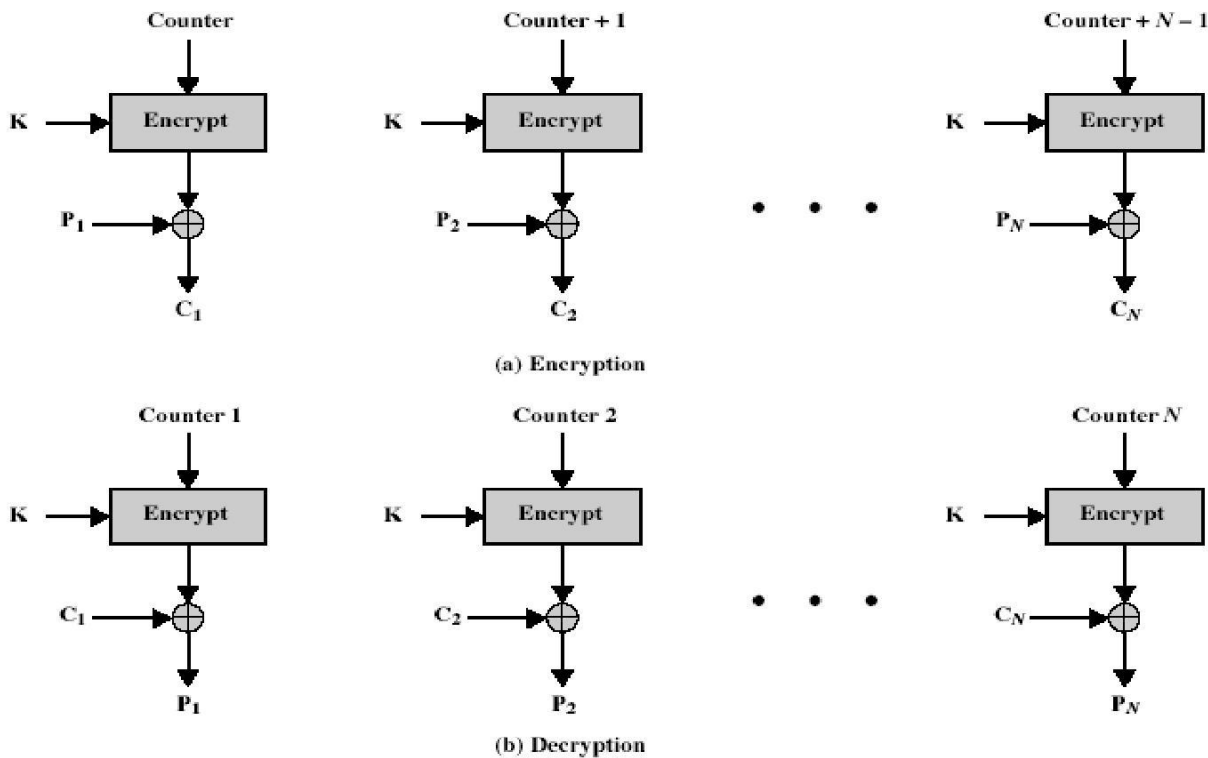 Counter Counter + 1 Counter + N – 1
K Encrypt K Encrypt K Encrypt
P1 P2 PN
C1 C2 CN
(a) Encryption
Counter 1 Counter 2 Counter N
K Encrypt K Encrypt K Encrypt
C1 C2 CN
P1 P2 PN
(b) Decryption